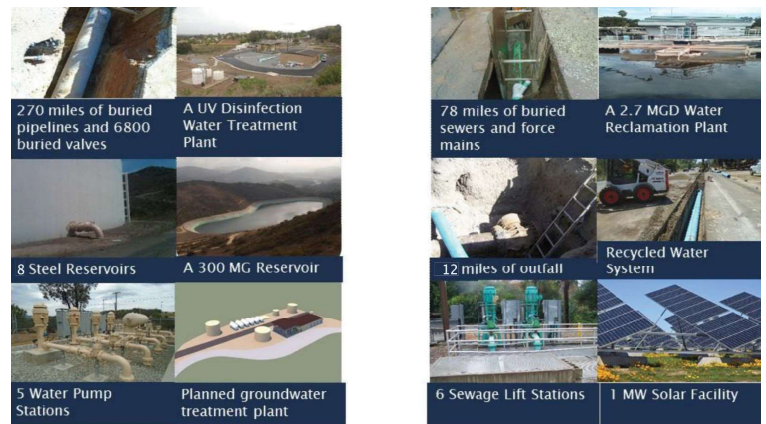 270 miles of buried
pipelines and 6800
buried valves
A UV Disinfection
Water Treatment
Plant
8 Steel Reservoirs
A 300 MG Reservoir
5 Water Pump
Stations
Planned groundwater
treatment plant
78 miles of buried
sewers and force
mains
A 2.7 MGD Water
Reclamation Plant
12 miles of outfall
Recycled Water
System
6 Sewage Lift Stations
1 MW Solar Facility